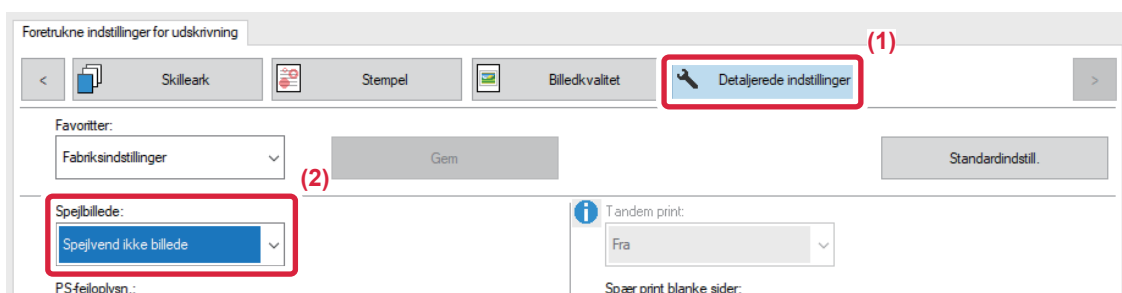 Foretrukne indstillinger for udskrivning
(1)
< Skilleark Stempel Billedkvalitet Detaljerede indstillinger >
Favoritter:
Fabriksindstillinger Gem Standardindstill.
(2)
Spejlbillede: Tandem print:
Spejlvend ikke billede Fra
PS-fejloplysn.: Spær print blanke sider: